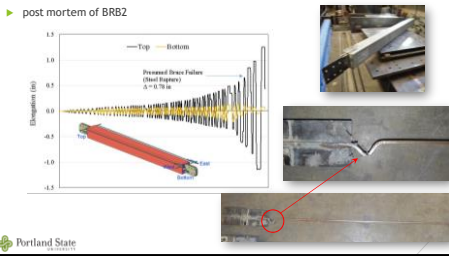 post mortem of BRB2
1.5
1.0
0.5
0.0
-0.5
-1.0
-1.5
Elongation (in)
Top
Bottom
Presumed Brace Failure
(Steel Rupture)
Δ = 0.70 in
Top
East
Bottom
Portland State
UNIVERSITY